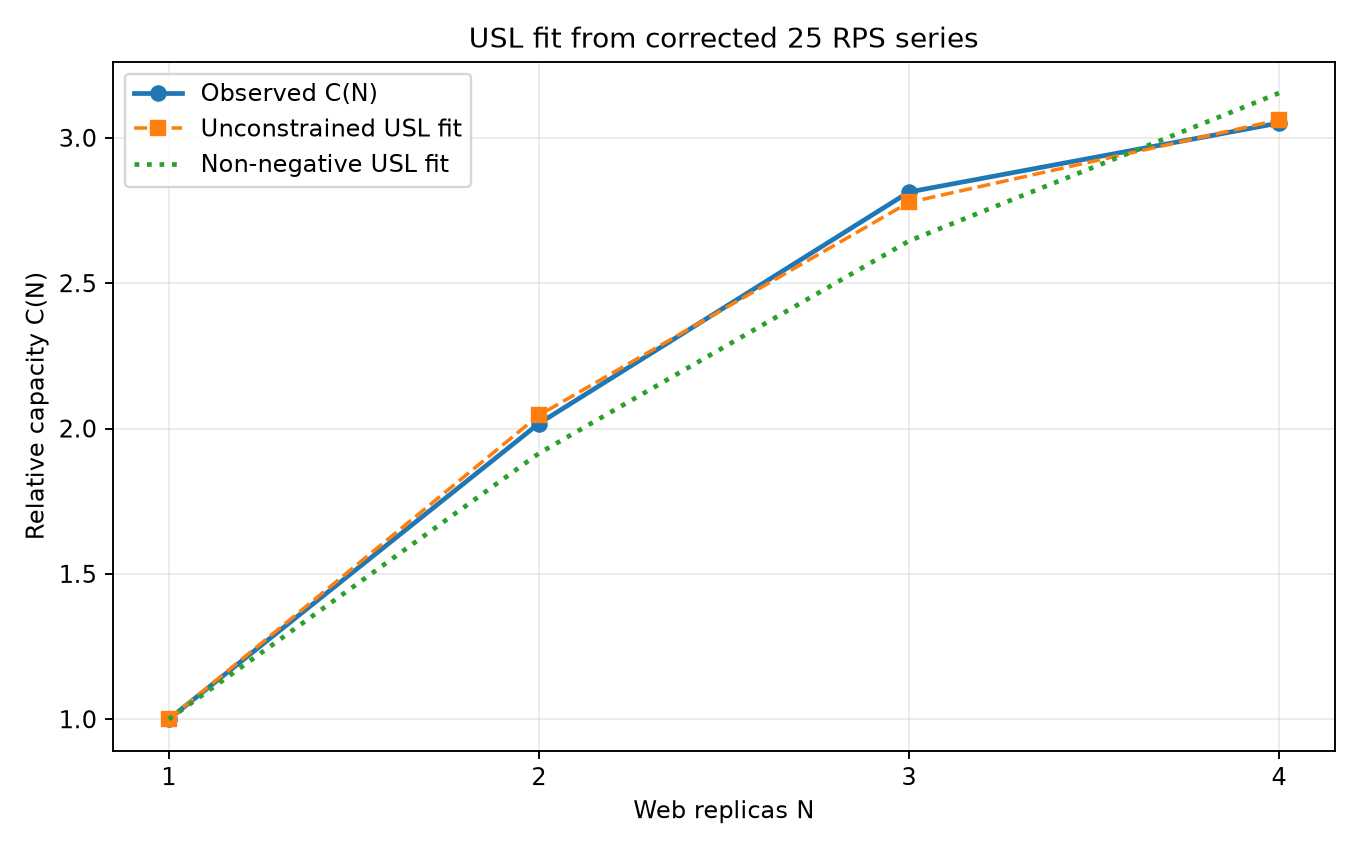 USL fit from corrected 25 RPS series
Observed C(N)
Unconstrained USL fit
Non-negative USL fit
Relative capacity C(N)
3.0
2.5
2.0
1.5
1.0
1 2 3 4
Web replicas N